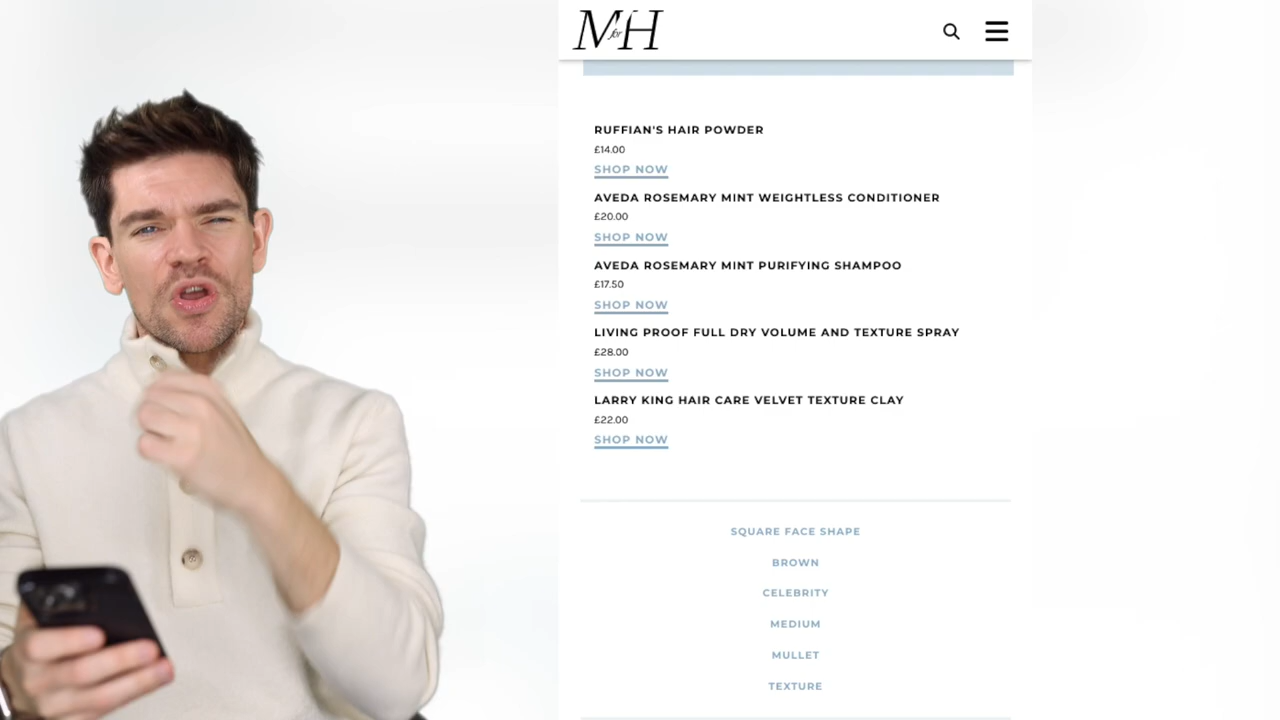 M for H
RUFFIAN'S HAIR POWDER
£14.00
SHOP NOW
AVEDA ROSEMARY MINT WEIGHTLESS CONDITIONER
£20.00
SHOP NOW
AVEDA ROSEMARY MINT PURIFYING SHAMPOO
£17.50
SHOP NOW
LIVING PROOF FULL DRY VOLUME AND TEXTURE SPRAY
£28.00
SHOP NOW
LARRY KING HAIR CARE VELVET TEXTURE CLAY
£22.00
SHOP NOW
SQUARE FACE SHAPE
BROWN
CELEBRITY
MEDIUM
MULLET
TEXTURE